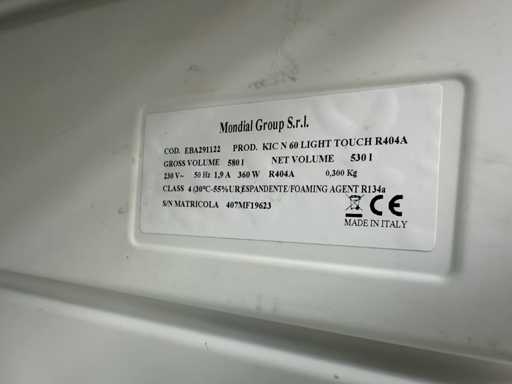 Mondial Group S.r.l.
COD. EBA291122 PROD. KIC N 60 LIGHT TOUCH R404A
GROSS VOLUME 580 l NET VOLUME 530 l
230 V~ 50 Hz 1,9 A 360 W R404A 0,300 Kg
CLASS 4 (30°C-55%UR) ESPANDENTE/FOAMING AGENT R134a
S/N MATRICOLA 407MF19623
CE
MADE IN ITALY